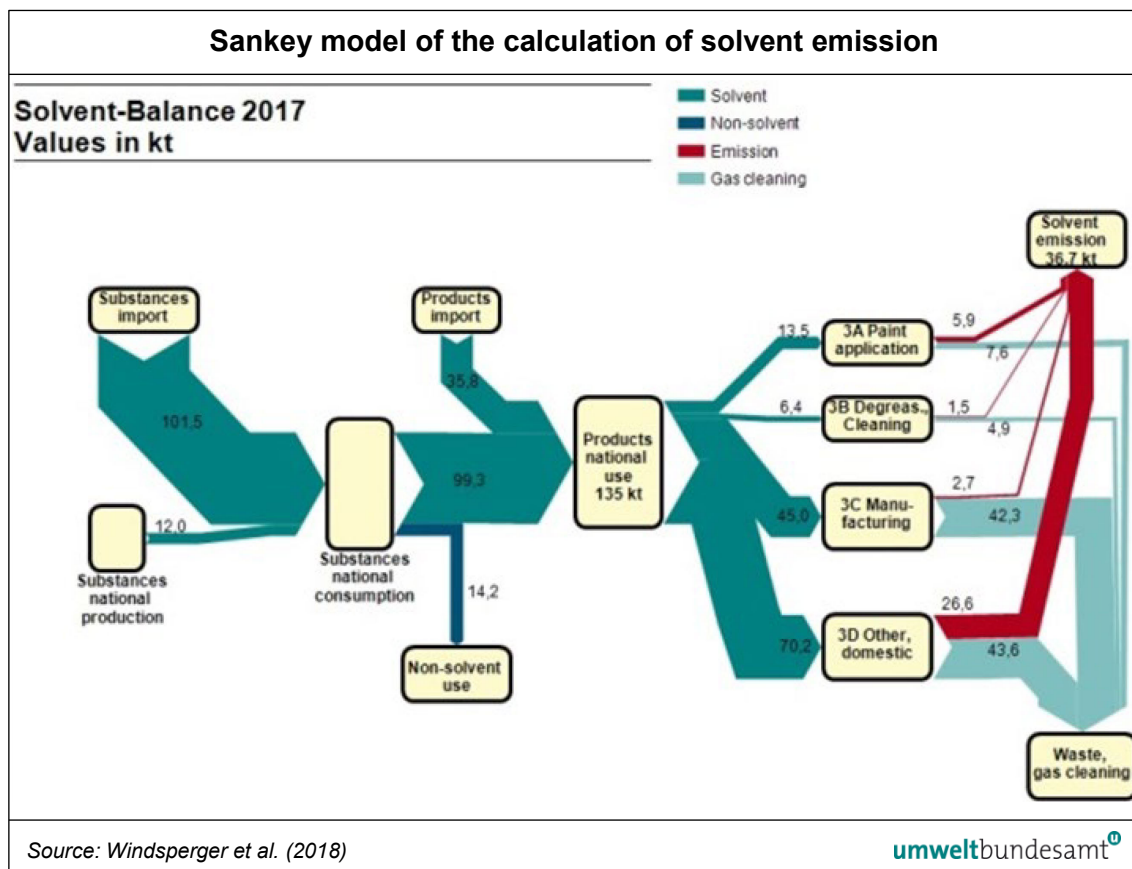 Sankey model of the calculation of solvent emission
Solvent-Balance 2017
Values in kt
Solvent
Non-solvent
Emission
Gas cleaning
Solvent
emission
36.7 kt
Substances
import
Products
import
101,5
35,8
12,0
Substances
national
production
Substances
national
consumption
99,3
14,2
Non-solvent
use
Products
national
use
135 kt
13,5
3A Paint
application
5,9
7,6
6,4
3B Degreas.,
Cleaning
1,5
4,9
45,0
3C Manu-
facturing
2,7
42,3
70,2
3D Other,
domestic
26,6
43,6
Waste,
gas cleaning
Source: Windsperger et al. (2018)
umweltbundesamt
u